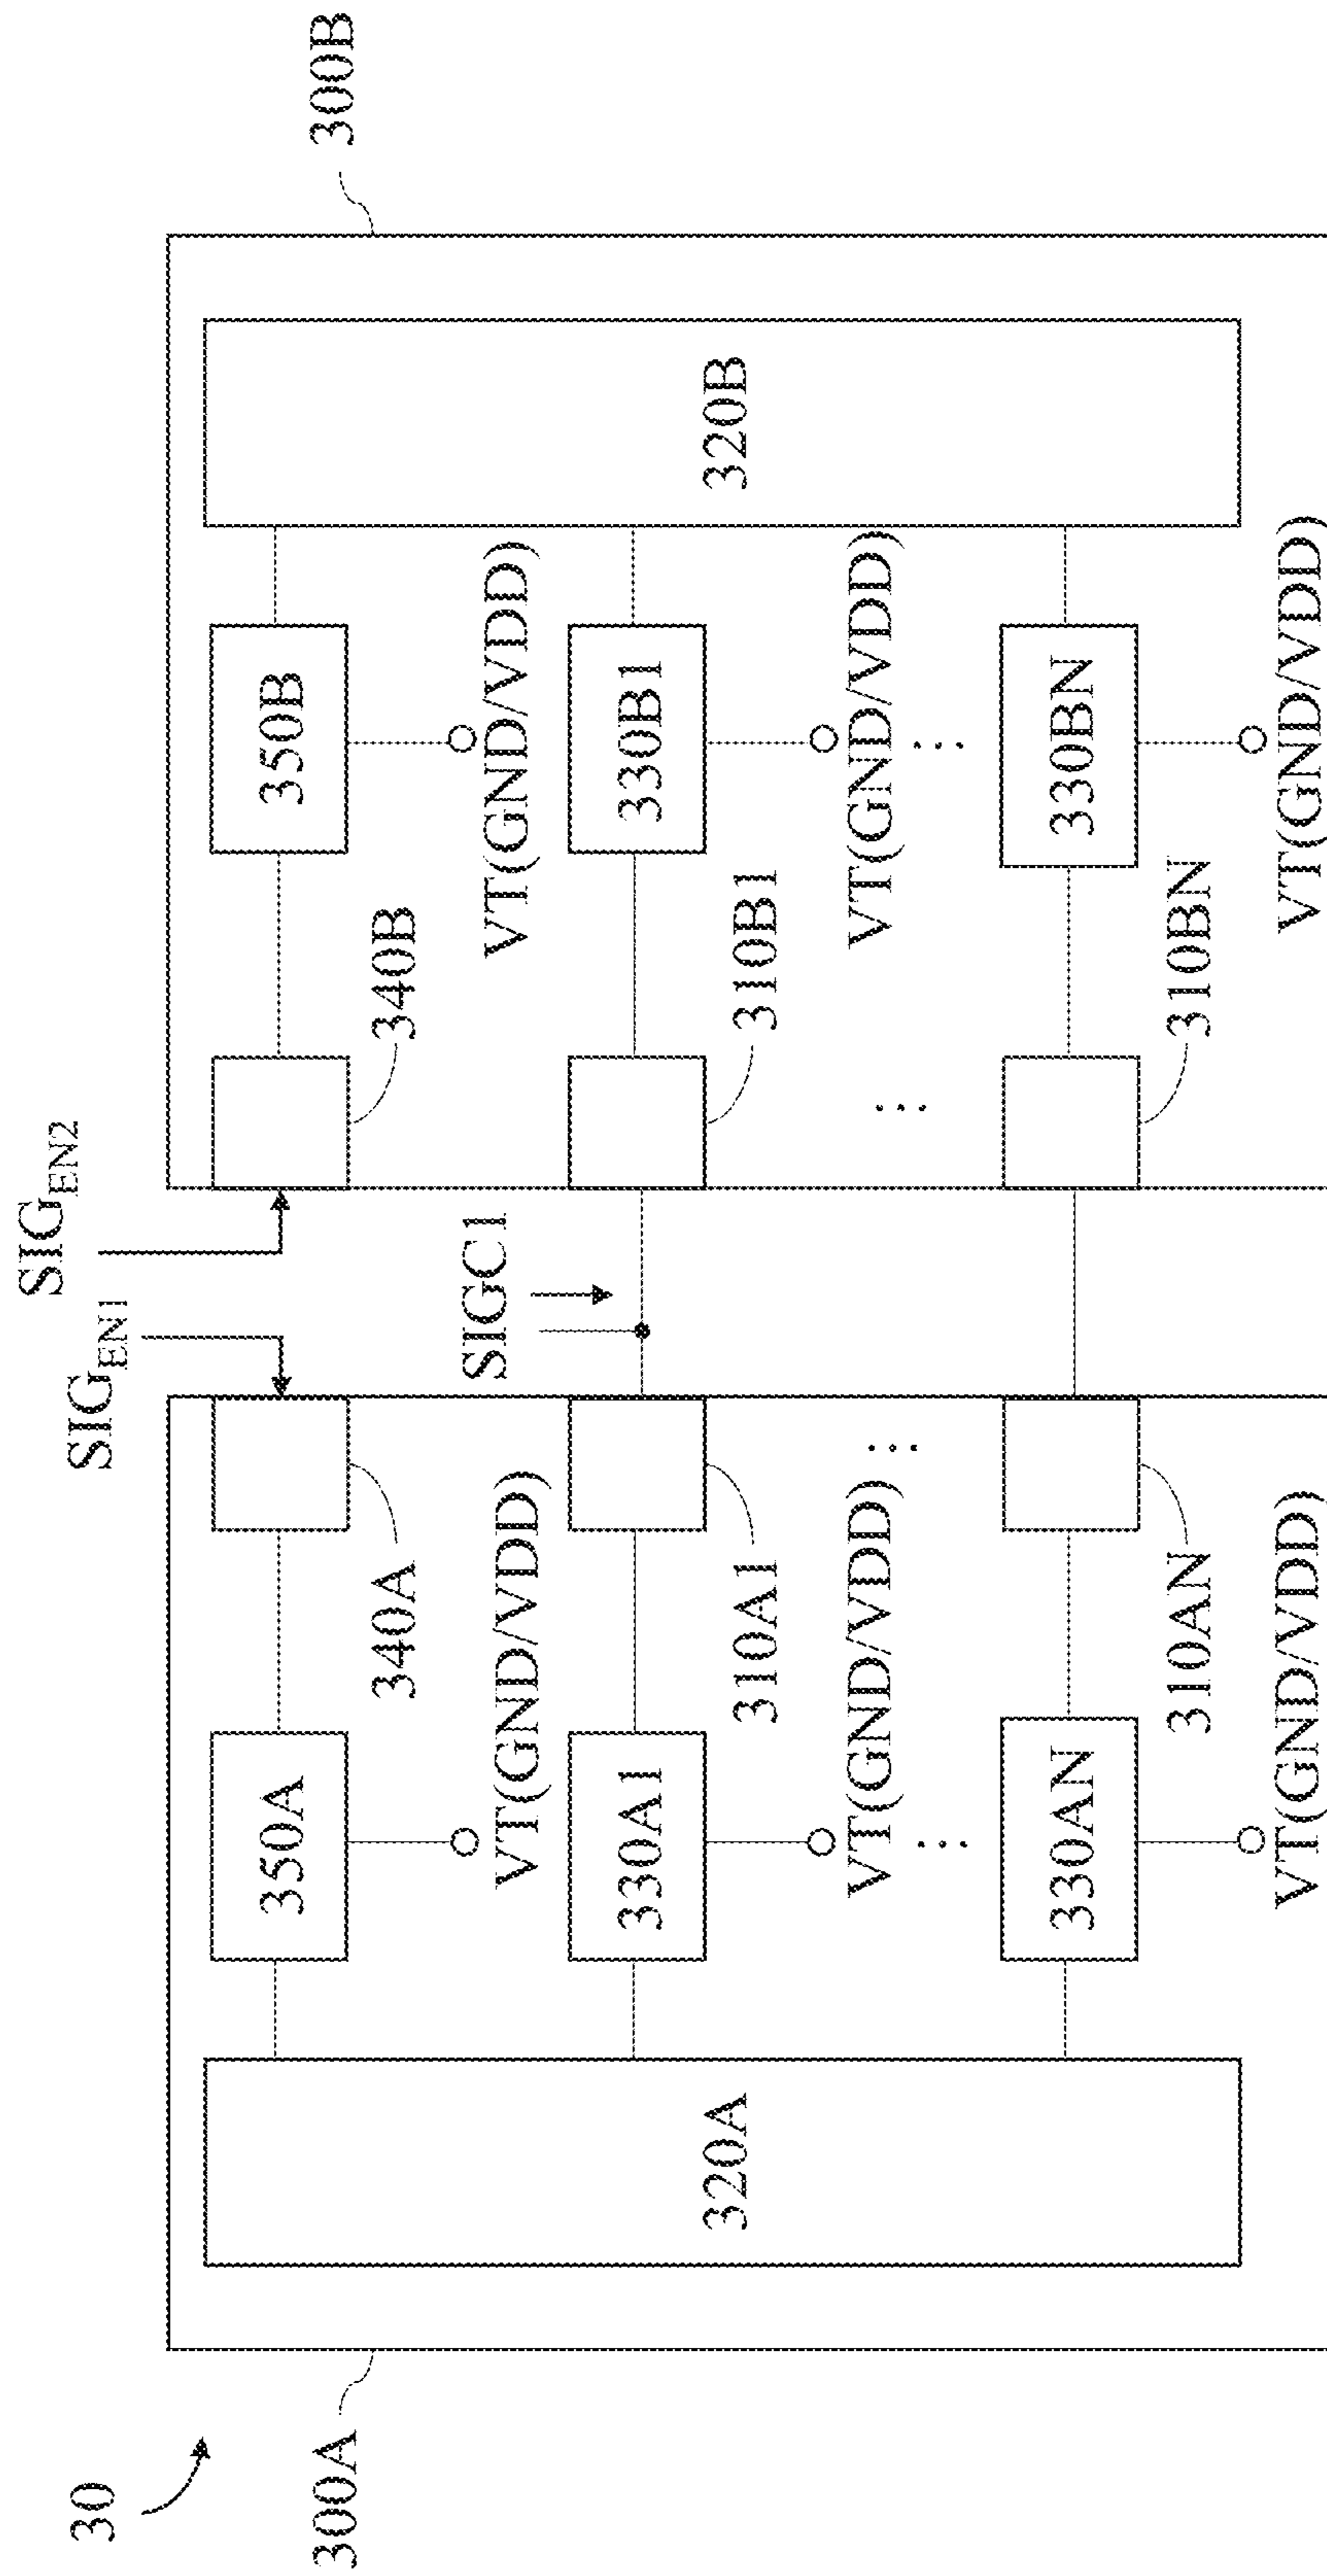 30
300A
300B
SIGEN1
SIGEN2
320A
350A
340A
340B
350B
320B
VT(GND/VDD)
VT(GND/VDD)
SIGC1
330A1
310A1
310B1
330B1
VT(GND/VDD)
VT(GND/VDD)
...
...
...
...
330AN
310AN
310BN
330BN
VT(GND/VDD)
VT(GND/VDD)